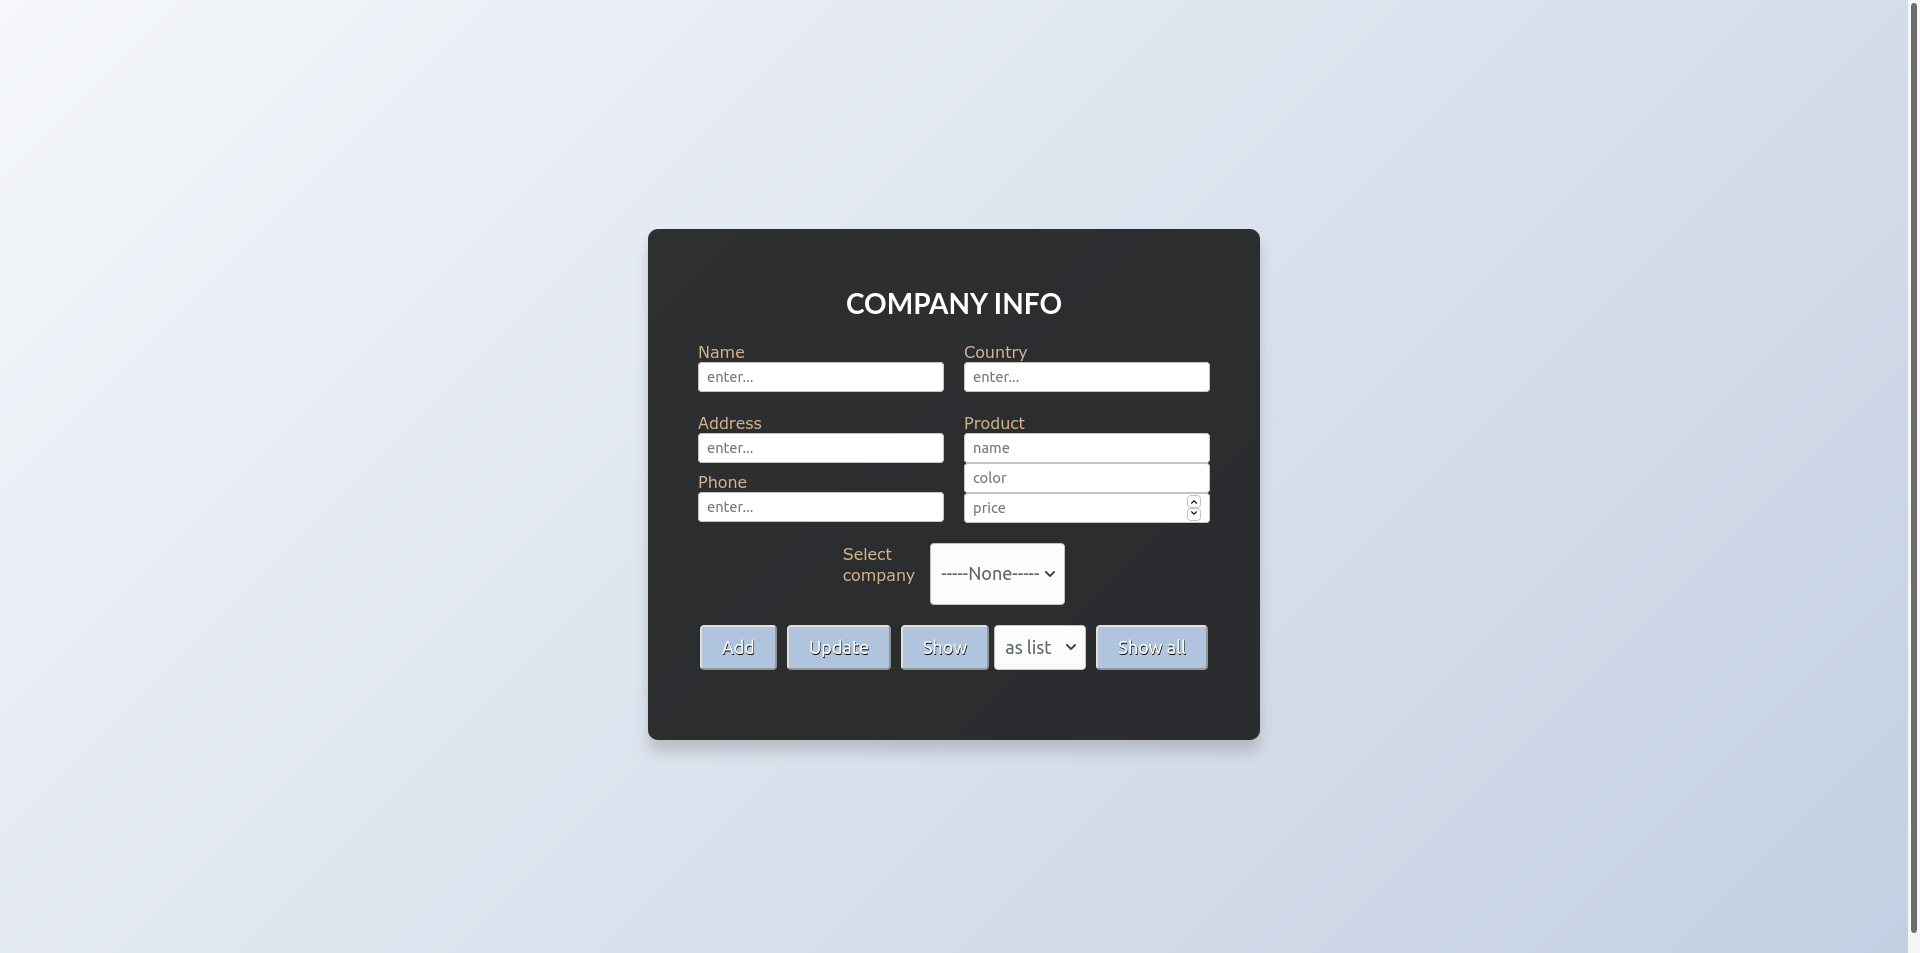 COMPANY INFO
Name
Country
enter...
enter...
Address
Product
enter...
name
color
Phone
enter...
price
Select
company
-----None-----
Add
Update
Show
as list
Show all